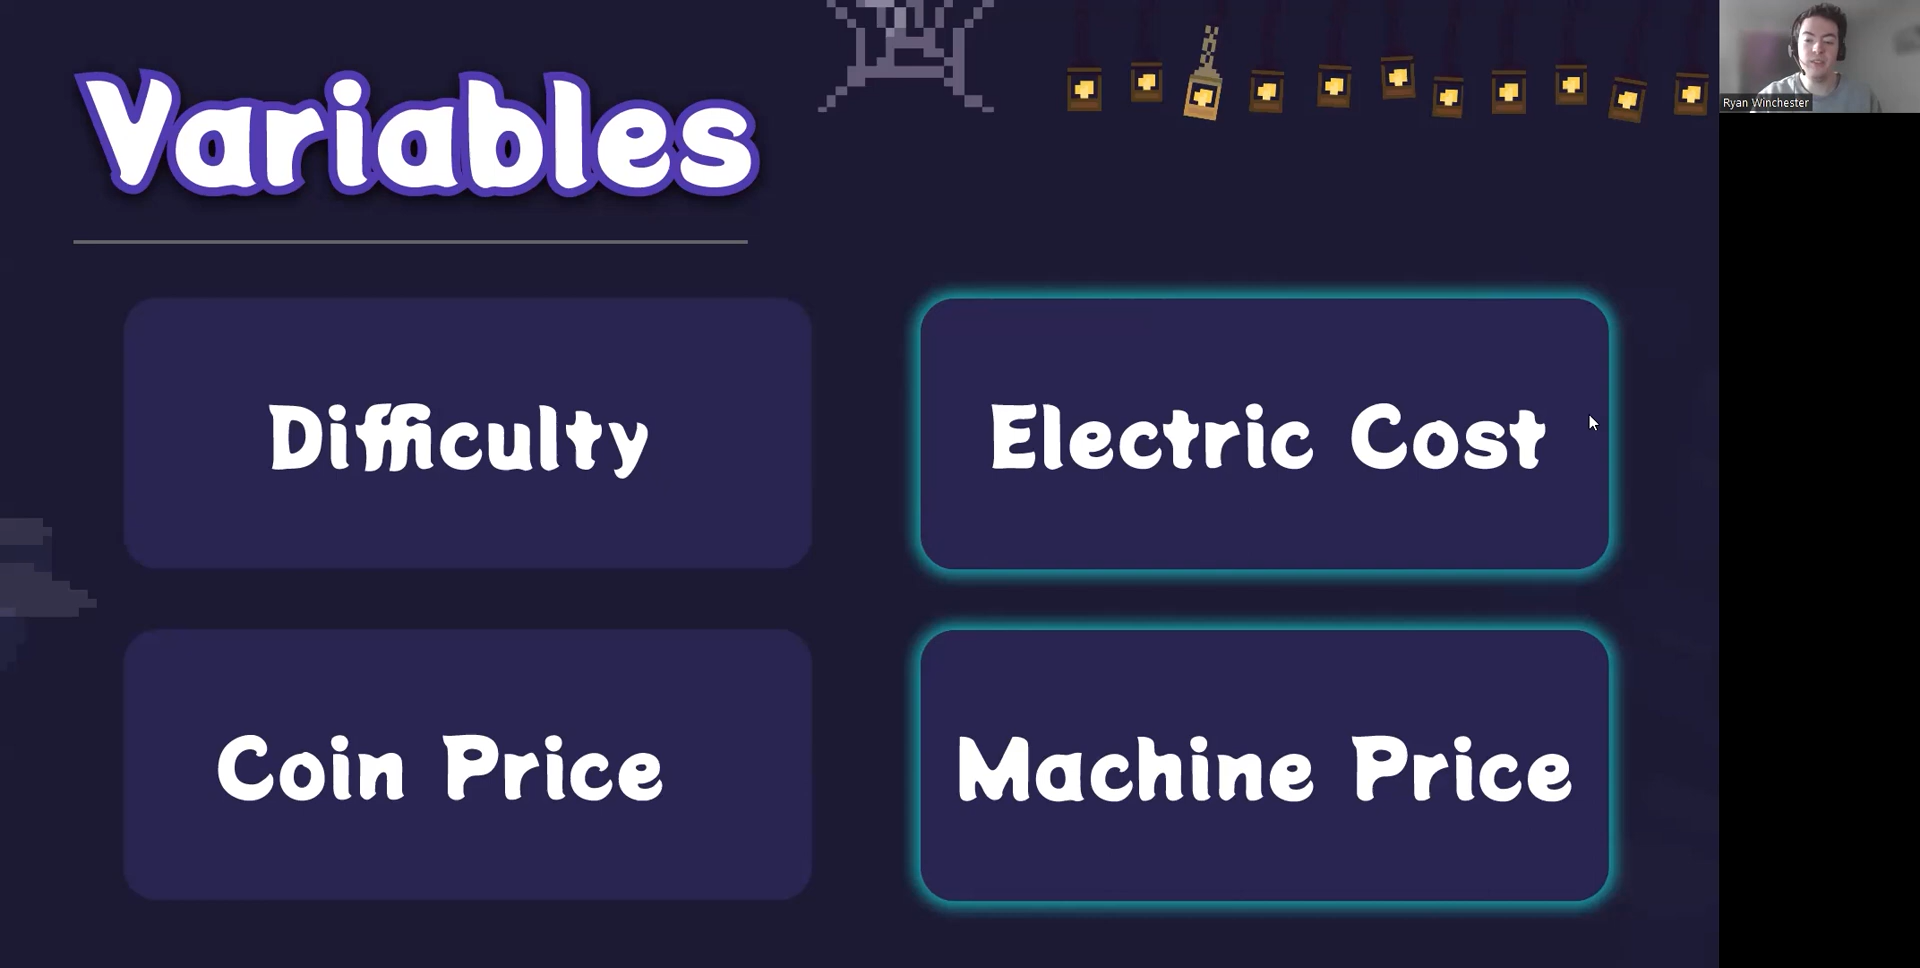 Variables
Ryan Winchester
Difficulty
Electric Cost
Coin Price
Machine Price